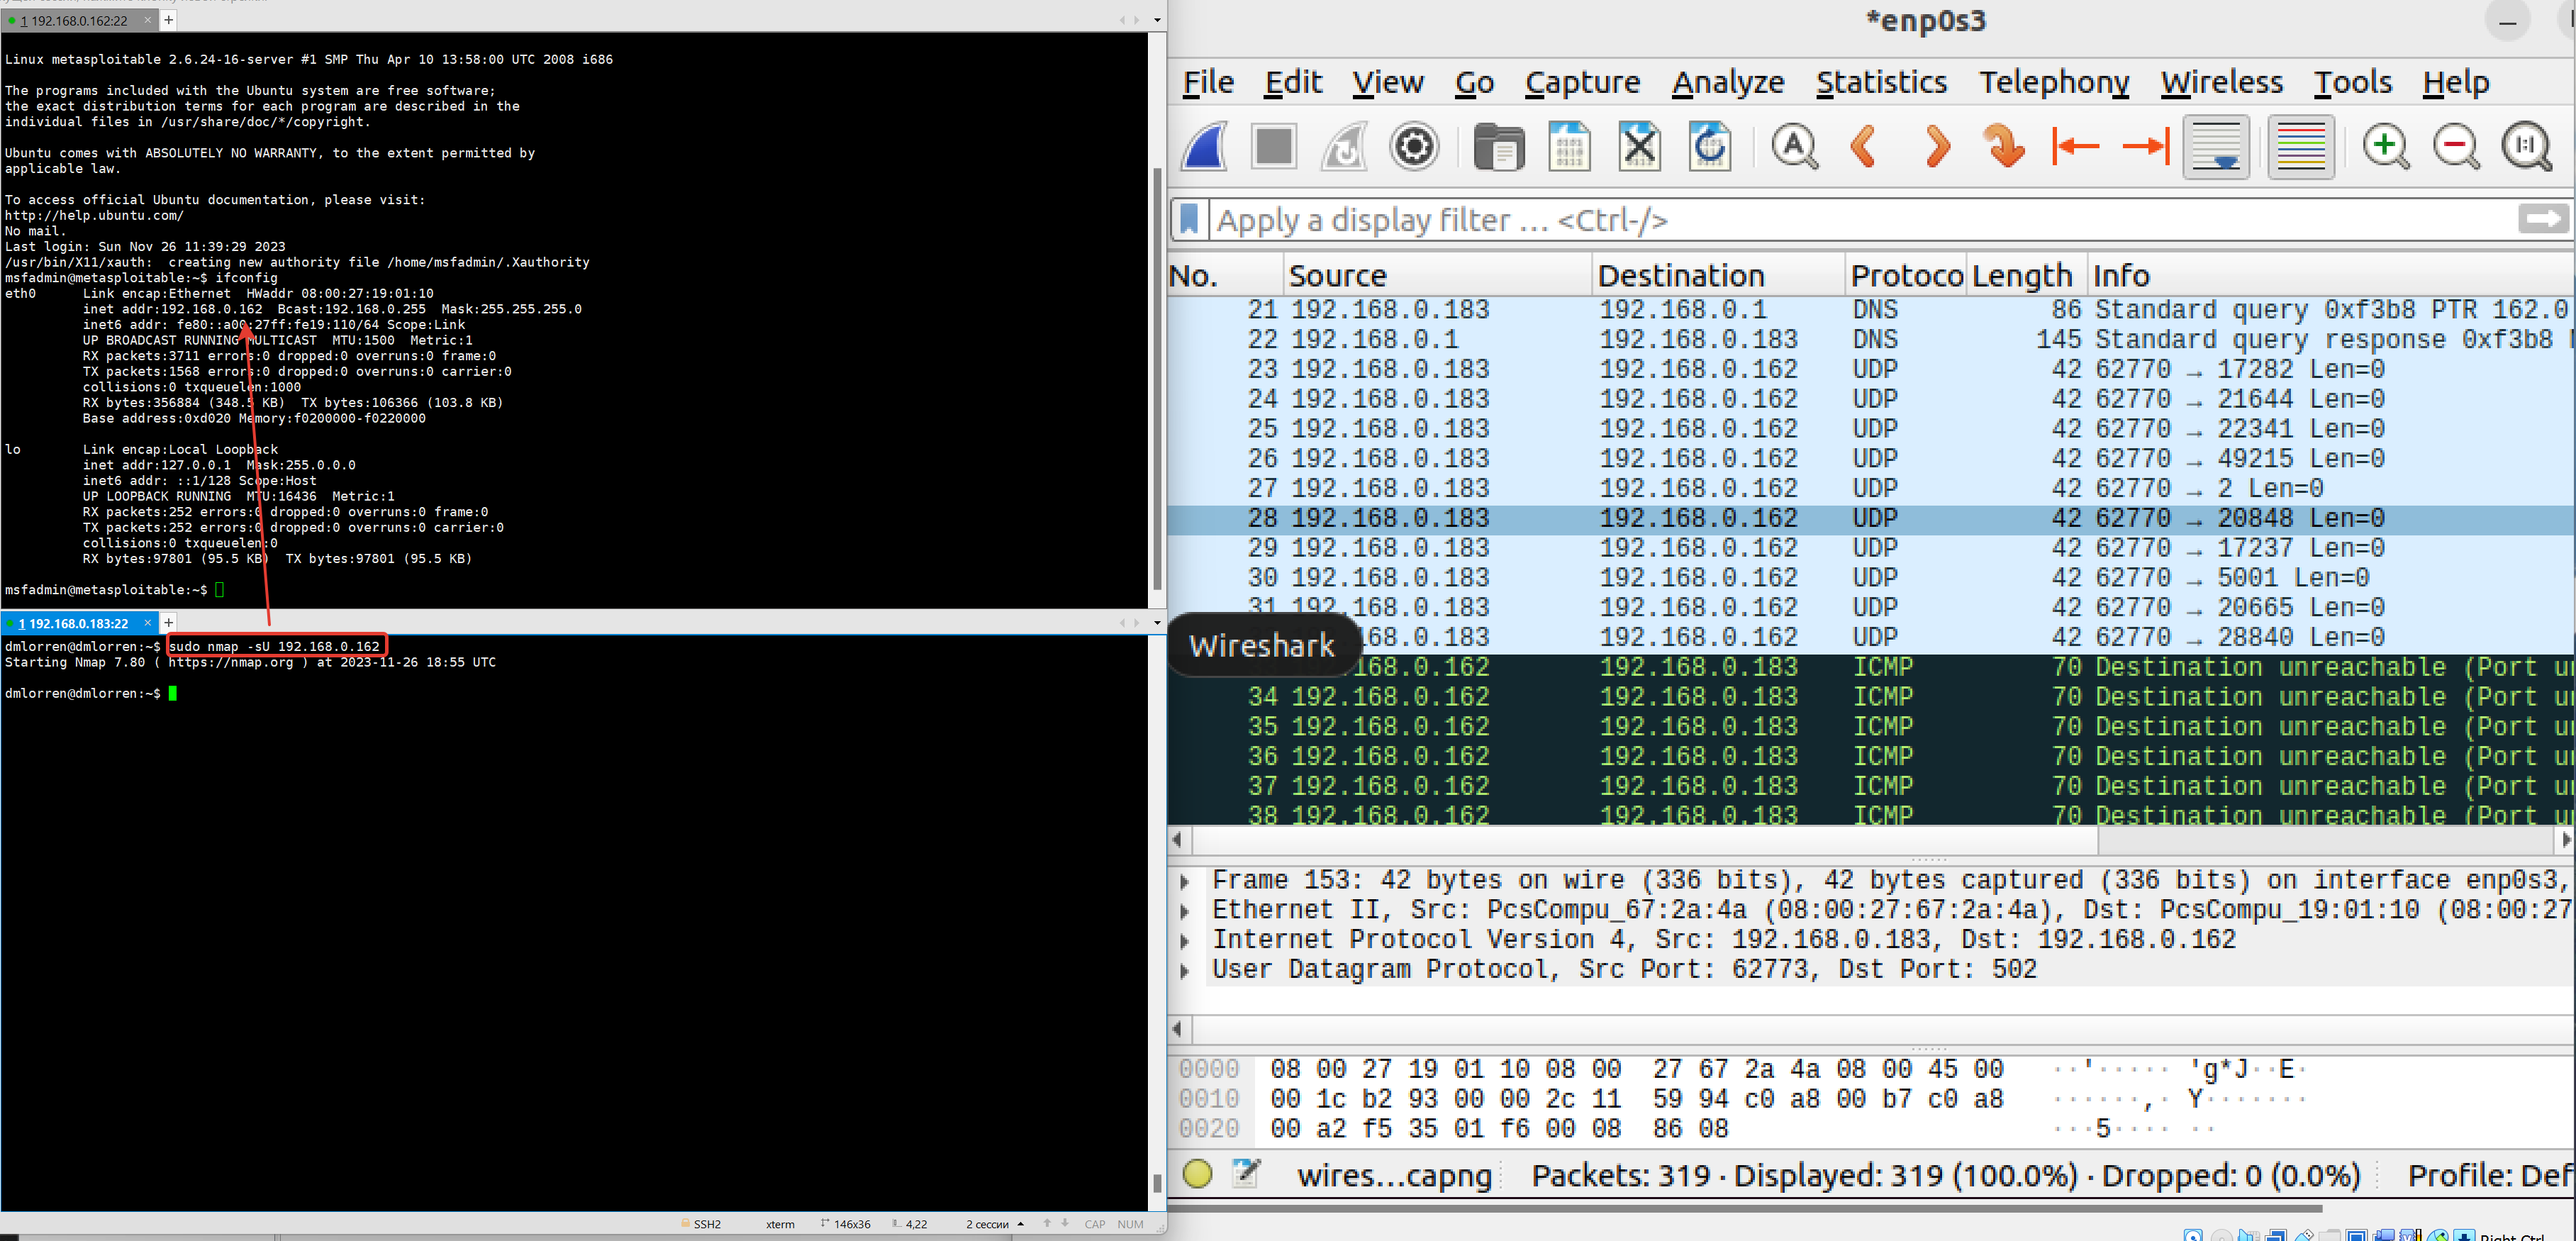 1 192.168.0.162:22 × +
Linux metasploitable 2.6.24-16-server #1 SMP Thu Apr 10 13:58:00 UTC 2008 i686
The programs included with the Ubuntu system are free software;
the exact distribution terms for each program are described in the
individual files in /usr/share/doc/*/copyright.
Ubuntu comes with ABSOLUTELY NO WARRANTY, to the extent permitted by
applicable law.
To access official Ubuntu documentation, please visit:
http://help.ubuntu.com/
No mail.
Last login: Sun Nov 26 11:39:29 2023
/usr/bin/X11/xauth:  creating new authority file /home/msfadmin/.Xauthority
msfadmin@metasploitable:~$ ifconfig
eth0      Link encap:Ethernet  HWaddr 08:00:27:19:01:10
inet addr:192.168.0.162  Bcast:192.168.0.255  Mask:255.255.255.0
inet6 addr: fe80::a00:27ff:fe19:110/64 Scope:Link
UP BROADCAST RUNNING MULTICAST  MTU:1500  Metric:1
RX packets:3711 errors:0 dropped:0 overruns:0 frame:0
TX packets:1568 errors:0 dropped:0 overruns:0 carrier:0
collisions:0 txqueuelen:1000
RX bytes:356884 (348.5 KB)  TX bytes:106366 (103.8 KB)
Base address:0xd020 Memory:f0200000-f0220000
lo        Link encap:Local Loopback
inet addr:127.0.0.1  Mask:255.0.0.0
inet6 addr: ::1/128 Scope:Host
UP LOOPBACK RUNNING  MTU:16436  Metric:1
RX packets:252 errors:0 dropped:0 overruns:0 frame:0
TX packets:252 errors:0 dropped:0 overruns:0 carrier:0
collisions:0 txqueuelen:0
RX bytes:97801 (95.5 KB)  TX bytes:97801 (95.5 KB)
msfadmin@metasploitable:~$
1 192.168.0.183:22 × +
dmlorren@dmlorren:~$ sudo nmap -sU 192.168.0.162
Starting Nmap 7.80 ( https://nmap.org ) at 2023-11-26 18:55 UTC
dmlorren@dmlorren:~$
SSH2 xterm 146x36 4,22 2 сессии CAP NUM
*enp0s3
File Edit View Go Capture Analyze Statistics Telephony Wireless Tools Help
Apply a display filter … <Ctrl-/>
No. Source Destination Protoco Length Info
21 192.168.0.183 192.168.0.1 DNS 86 Standard query 0xf3b8 PTR 162.0
22 192.168.0.1 192.168.0.183 DNS 145 Standard query response 0xf3b8
23 192.168.0.183 192.168.0.162 UDP 42 62770 → 17282 Len=0
24 192.168.0.183 192.168.0.162 UDP 42 62770 → 21644 Len=0
25 192.168.0.183 192.168.0.162 UDP 42 62770 → 22341 Len=0
26 192.168.0.183 192.168.0.162 UDP 42 62770 → 49215 Len=0
27 192.168.0.183 192.168.0.162 UDP 42 62770 → 2 Len=0
28 192.168.0.183 192.168.0.162 UDP 42 62770 → 20848 Len=0
29 192.168.0.183 192.168.0.162 UDP 42 62770 → 17237 Len=0
30 192.168.0.183 192.168.0.162 UDP 42 62770 → 5001 Len=0
31 192.168.0.183 192.168.0.162 UDP 42 62770 → 20665 Len=0
68.0.183 192.168.0.162 UDP 42 62770 → 28840 Len=0
Wireshark
.168.0.162 192.168.0.183 ICMP 70 Destination unreachable (Port un
34 192.168.0.162 192.168.0.183 ICMP 70 Destination unreachable (Port un
35 192.168.0.162 192.168.0.183 ICMP 70 Destination unreachable (Port un
36 192.168.0.162 192.168.0.183 ICMP 70 Destination unreachable (Port un
37 192.168.0.162 192.168.0.183 ICMP 70 Destination unreachable (Port un
38 192.168.0.162 192.168.0.183 ICMP 70 Destination unreachable (Port un
Frame 153: 42 bytes on wire (336 bits), 42 bytes captured (336 bits) on interface enp0s3,
Ethernet II, Src: PcsCompu_67:2a:4a (08:00:27:67:2a:4a), Dst: PcsCompu_19:01:10 (08:00:27
Internet Protocol Version 4, Src: 192.168.0.183, Dst: 192.168.0.162
User Datagram Protocol, Src Port: 62773, Dst Port: 502
0000 08 00 27 19 01 10 08 00 27 67 2a 4a 08 00 45 00 ··'····· 'g*J··E·
0010 00 1c b2 93 00 00 2c 11 59 94 c0 a8 00 b7 c0 a8 ······,· Y·······
0020 00 a2 f5 35 01 f6 00 08 86 08 ···5···· ··
wires…capng Packets: 319 · Displayed: 319 (100.0%) · Dropped: 0 (0.0%) Profile: Def
Right Ctrl